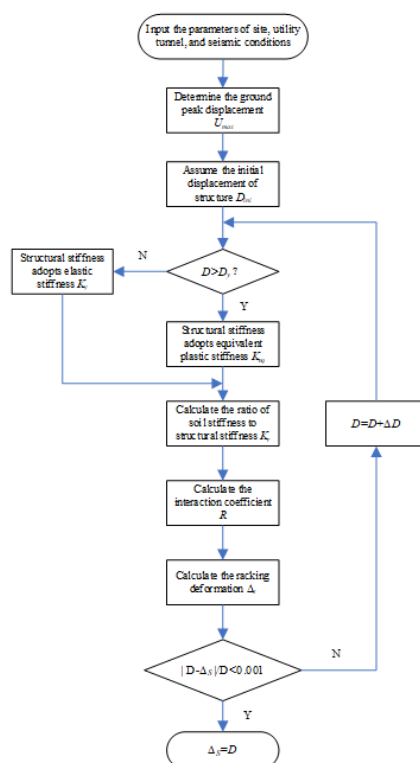 Input the parameters of site, utility
tunnel, and seismic conditions
Determine the ground
peak displacement
Umax
Assume the initial
displacement of
structure Dini
N
Structural stiffness
adopts elastic
stiffness Ke
D>Dy ?
Y
Structural stiffness
adopts equivalent
plastic stiffness
Calculate the ratio of
soil stiffness to
structural stiffness
D=D+ΔD
Calculate the
interaction coefficient
R
Calculate the racking
deformation Δs
N
| D-ΔS|/D<0.001
Y
ΔS=D